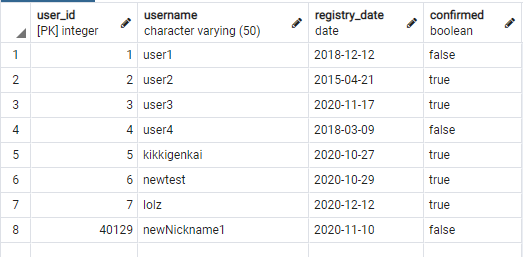 user_id username registry_date confirmed
[PK] integer character varying (50) date boolean
1 1 user1 2018-12-12 false
2 2 user2 2015-04-21 true
3 3 user3 2020-11-17 true
4 4 user4 2018-03-09 false
5 5 kikkigenkai 2020-10-27 true
6 6 newtest 2020-10-29 true
7 7 lolz 2020-12-12 true
8 40129 newNickname1 2020-11-10 false